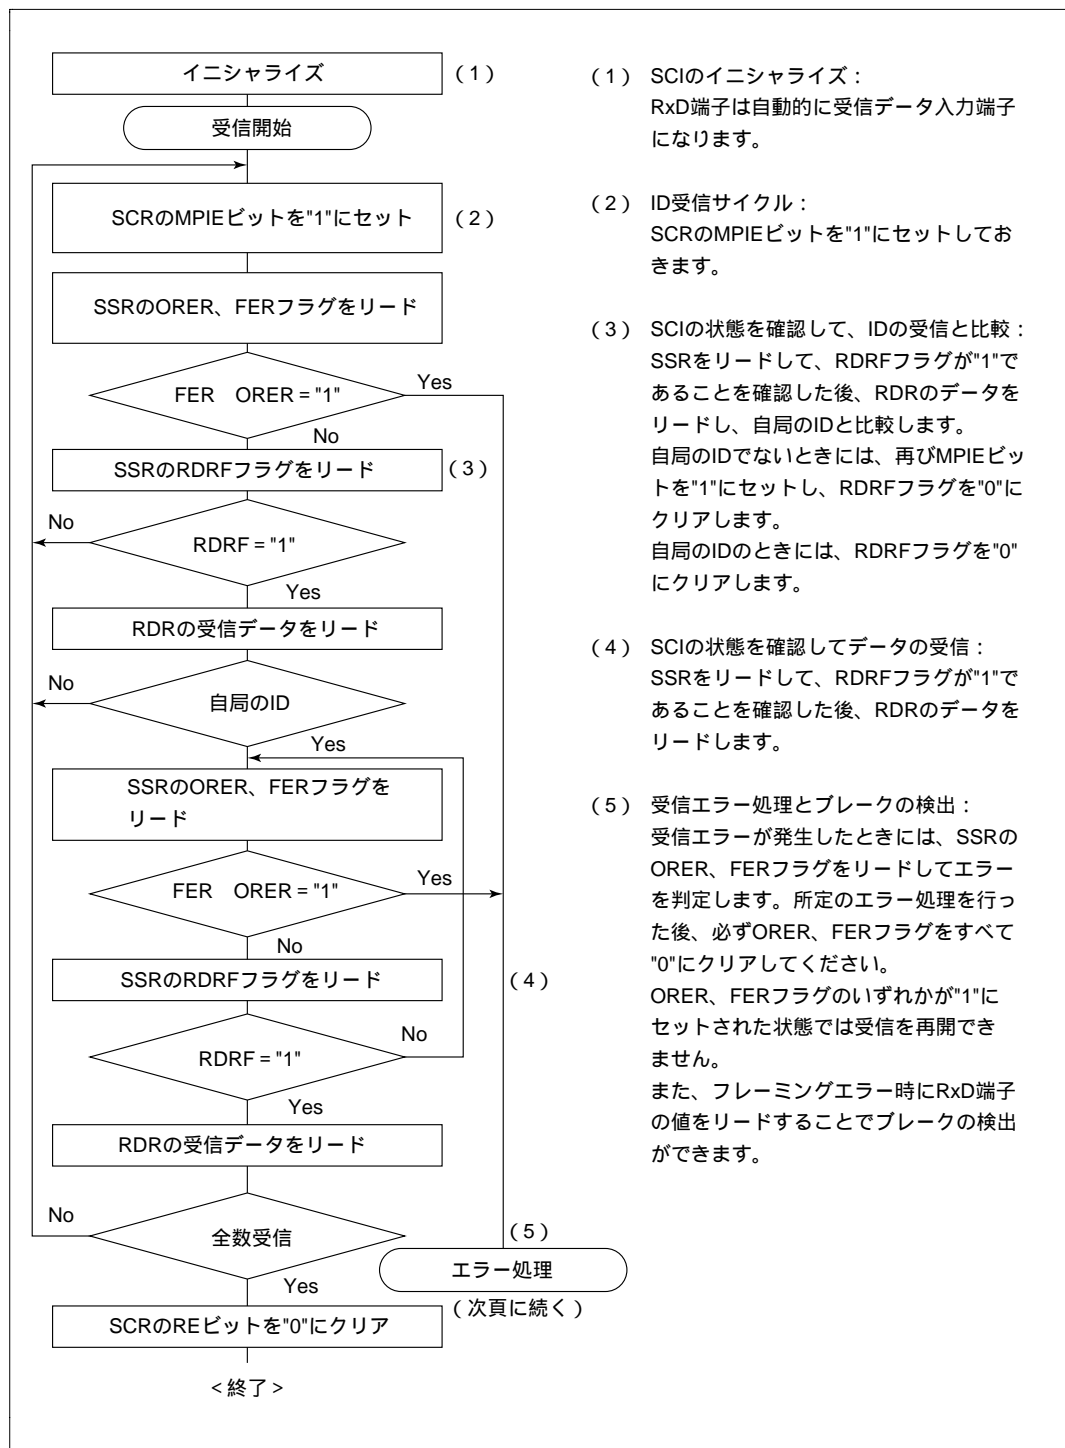 イニシャライズ
(1)
受信開始
SCRのMPIEビットを"1"にセット
(2)
SSRのORER、FERフラグをリード
FER ORER = "1"
Yes
No
SSRのRDRFフラグをリード
(3)
No
RDRF = "1"
Yes
RDRの受信データをリード
No
自局のID
Yes
SSRのORER、FERフラグを
リード
FER ORER = "1"
Yes
No
SSRのRDRFフラグをリード
(4)
No
RDRF = "1"
Yes
RDRの受信データをリード
No
全数受信
(5)
エラー処理
Yes
(次頁に続く)
SCRのREビットを"0"にクリア
<終了>
(1) SCIのイニシャライズ:
RxD端子は自動的に受信データ入力端子
になります。
(2) ID受信サイクル:
SCRのMPIEビットを"1"にセットしてお
きます。
(3) SCIの状態を確認して、IDの受信と比較:
SSRをリードして、RDRFフラグが"1"で
あることを確認した後、RDRのデータを
リードし、自局のIDと比較します。
自局のIDでないときには、再びMPIEビッ
トを"1"にセットし、RDRFフラグを"0"に
クリアします。
自局のIDのときには、RDRFフラグを"0"
にクリアします。
(4) SCIの状態を確認してデータの受信:
SSRをリードして、RDRFフラグが"1"で
あることを確認した後、RDRのデータを
リードします。
(5) 受信エラー処理とブレークの検出:
受信エラーが発生したときには、SSRの
ORER、FERフラグをリードしてエラー
を判定します。所定のエラー処理を行っ
た後、必ずORER、FERフラグをすべて
"0"にクリアしてください。
ORER、FERフラグのいずれかが"1"に
セットされた状態では受信を再開でき
ません。
また、フレーミングエラー時にRxD端子
の値をリードすることでブレークの検出
ができます。